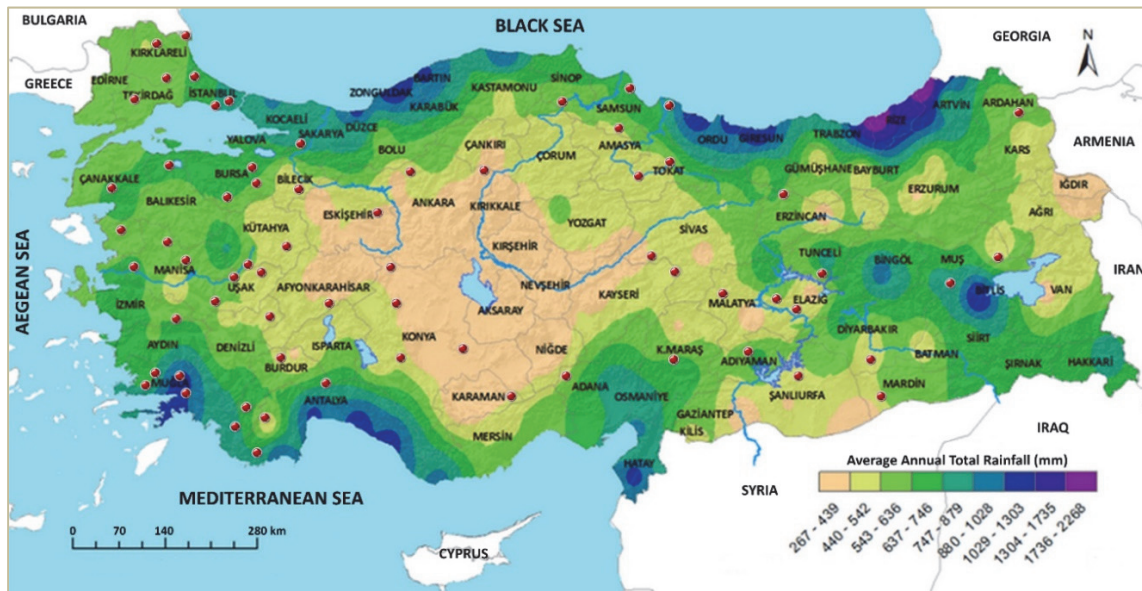 BULGARIA
BLACK SEA
GEORGIA
N
KIRKLARELİ
GREECE
EDİRNE
TEKİRDAĞ
İSTANBUL
BARTIN
ZONGULDAK
KARABÜK
KASTAMONU
SİNOP
SAMSUN
ARTVİN
ARDAHAN
KOCAELİ
SAKARYA
DÜZCE
YALOVA
BOLU
ÇANKIRI
ÇORUM
AMASYA
ORDU
GİRESUN
TRABZON
RİZE
KARS
ARMENIA
ÇANAKKALE
BURSA
BİLECİK
TOKAT
GÜMÜŞHANE
BAYBURT
ERZURUM
IĞDIR
BALIKESİR
ESKİŞEHİR
ANKARA
KIRIKKALE
YOZGAT
SİVAS
ERZİNCAN
AĞRI
KÜTAHYA
KIRŞEHİR
TUNCELİ
BİNGÖL
MUŞ
IRAN
AEGEAN SEA
MANİSA
UŞAK
AFYONKARAHİSAR
NEVŞEHİR
KAYSERİ
MALATYA
ELAZIĞ
BİTLİS
VAN
İZMİR
AKSARAY
DİYARBAKIR
AYDIN
DENİZLİ
ISPARTA
KONYA
NİĞDE
K.MARAŞ
ADIYAMAN
BATMAN
SİİRT
ŞIRNAK
HAKKARİ
BURDUR
MUĞLA
ANTALYA
KARAMAN
ADANA
OSMANİYE
GAZİANTEP
ŞANLIURFA
MARDİN
MERSİN
KİLİS
IRAQ
HATAY
Average Annual Total Rainfall (mm)
SYRIA
MEDITERRANEAN SEA
267 - 439
440 - 542
543 - 636
637 - 746
747 - 879
880 - 1028
1029 - 1303
1304 - 1735
1736 - 2268
0 70 140 280 km
CYPRUS